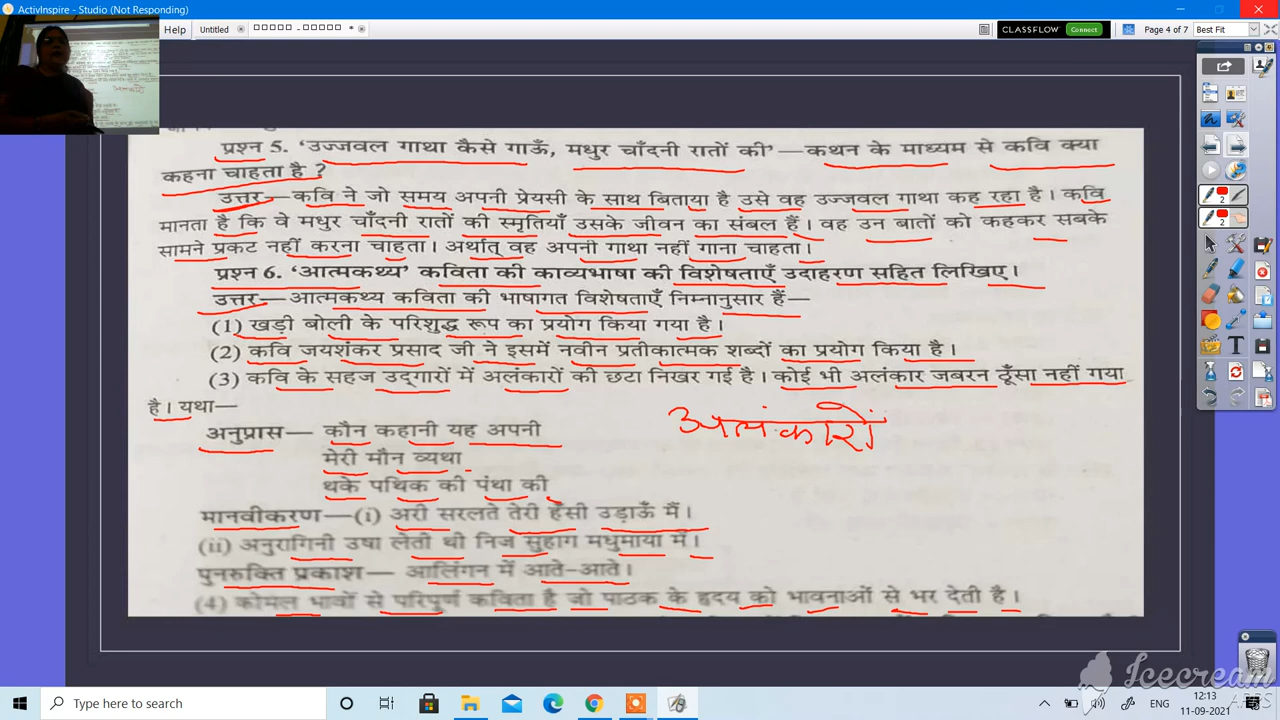 ActivInspire - Studio (Not Responding)
Help
Untitled
CLASSFLOW Connect
Page 4 of 7
Best Fit
प्रश्न 5. ‘उज्जवल गाथा कैसे गाऊँ, मधुर चाँदनी रातों की’ –कथन के माध्यम से कवि क्या
कहना चाहता है ?
उत्तर–कवि ने जो समय अपनी प्रेयसी के साथ बिताया है उसे वह उज्जवल गाथा कह रहा है। कवि
मानता है कि वे मधुर चाँदनी रातों की स्मृतियाँ उसके जीवन का संबल हैं। वह उन बातों को कहकर सबके
सामने प्रकट नहीं करना चाहता। अर्थात् वह अपनी गाथा नहीं गाना चाहता।
प्रश्न 6. ‘आत्मकथ्य’ कविता की काव्यभाषा की विशेषताएँ उदाहरण सहित लिखिए।
उत्तर–आत्मकथ्य कविता की भाषागत विशेषताएँ निम्नानुसार हैं–
(1) खड़ी बोली के परिशुद्ध रूप का प्रयोग किया गया है।
(2) कवि जयशंकर प्रसाद जी ने इसमें नवीन प्रतीकात्मक शब्दों का प्रयोग किया है।
(3) कवि के सहज उद्‌गारों में अलंकारों की छटा निखर गई है। कोई भी अलंकार जबरन ठूँसा नहीं गया
है। यथा–
अलंकारों
अनुप्रास– कौन कहानी यह अपनी
मेरी मौन व्यथा
थके पथिक की पंथा की
मानवीकरण–(i) अरी सरलते तेरी हँसी उड़ाऊँ मैं।
(ii) अनुरागिनी उषा लेती थी निज सुहाग मधुमाया में।
पुनरुक्ति प्रकाश– आलिंगन में आते-आते।
(4) कोमल भावों से परिपूर्ण कविता है जो पाठक के हृदय को भावनाओं से भर देती है।
Icecream
APPS
Type here to search
ENG
12:13
11-09-2021